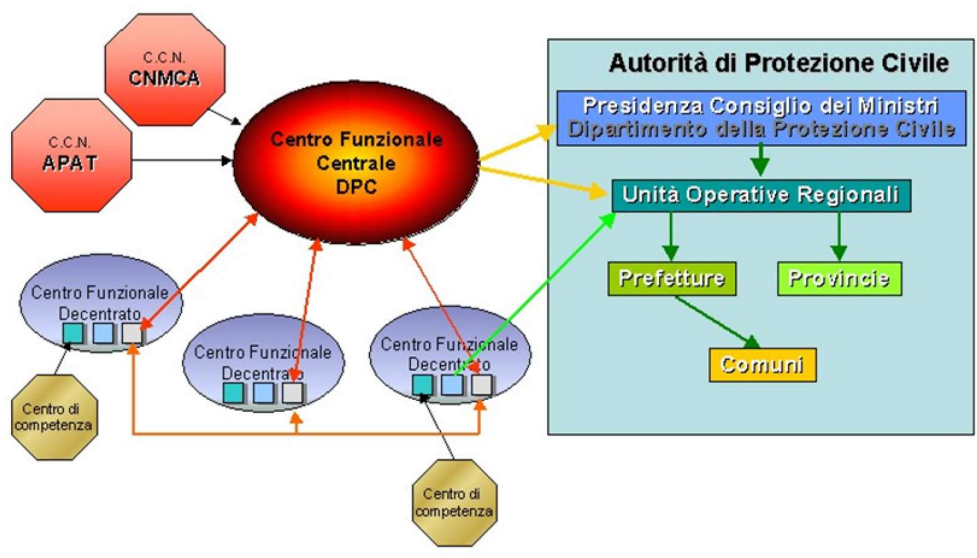 C.C.N.
CNMCA
C.C.N.
APAT
Centro Funzionale
Centrale
DPC
Autorità di Protezione Civile
Presidenza Consiglio dei Ministri
Dipartimento della Protezione Civile
Unità Operative Regionali
Prefetture
Provincie
Comuni
Centro Funzionale
Decentrato
Centro Funzionale
Decentrato
Centro Funzionale
Decentrato
Centro di
competenza
Centro di
competenza